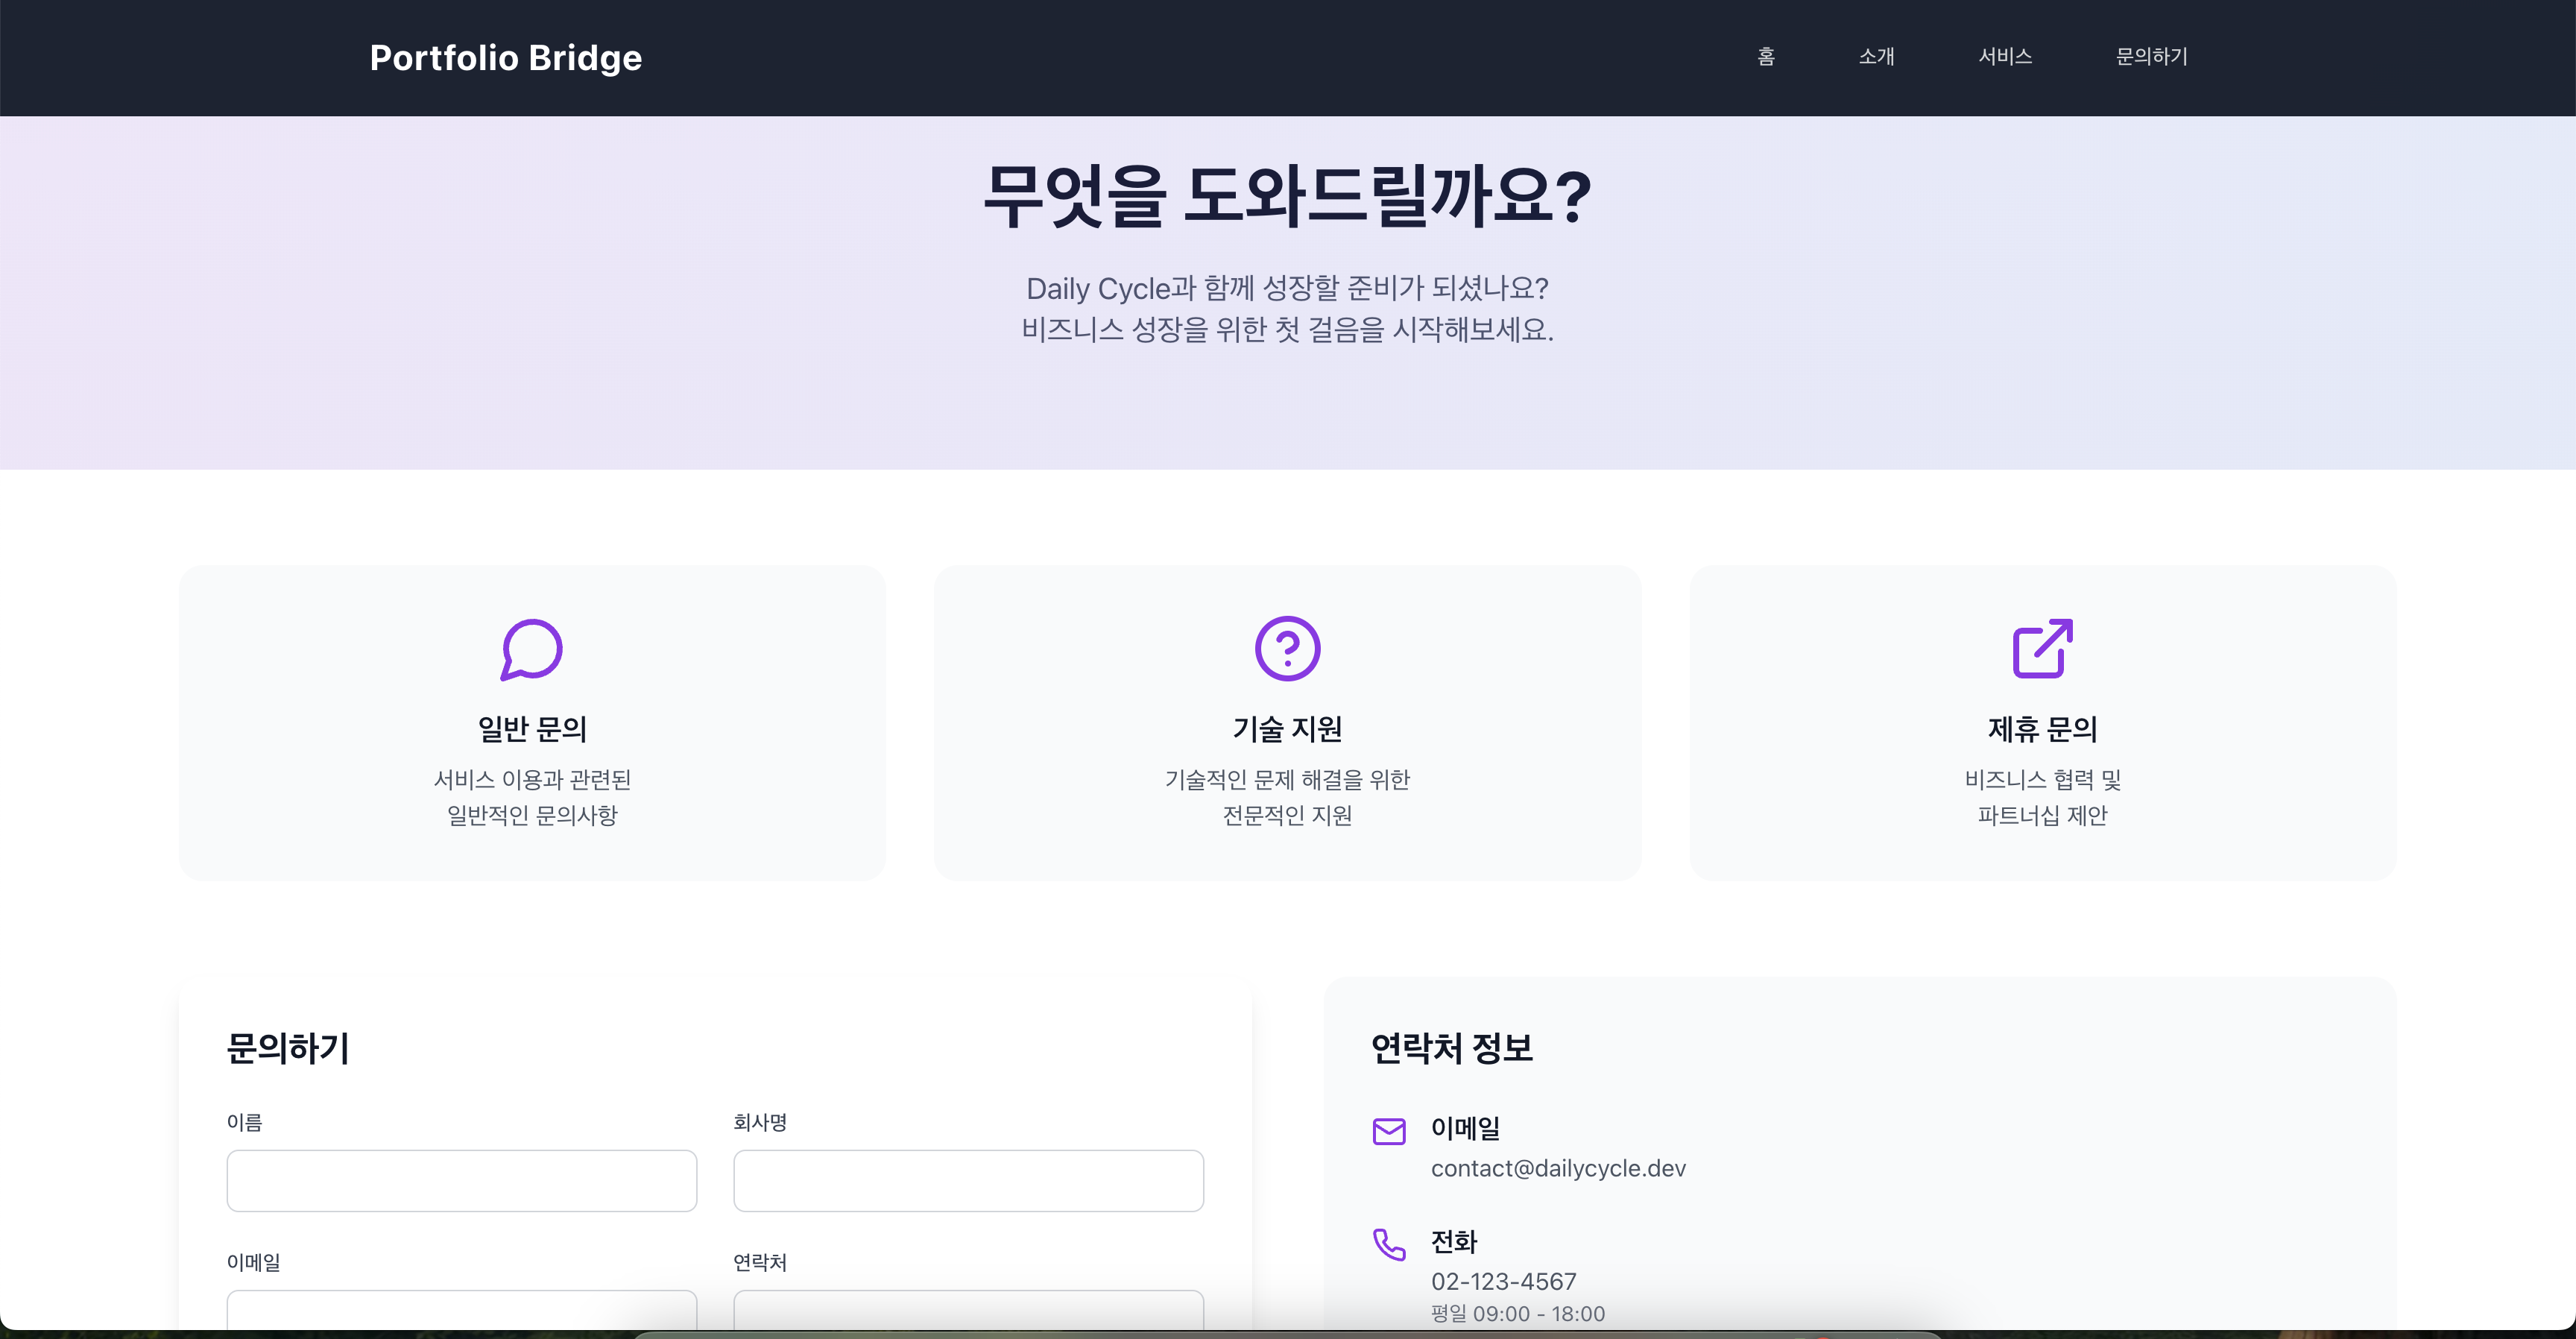 Portfolio Bridge
홈
소개
서비스
문의하기
무엇을 도와드릴까요?
Daily Cycle과 함께 성장할 준비가 되셨나요?
비즈니스 성장을 위한 첫 걸음을 시작해보세요.
일반 문의
서비스 이용과 관련된
일반적인 문의사항
기술 지원
기술적인 문제 해결을 위한
전문적인 지원
제휴 문의
비즈니스 협력 및
파트너십 제안
문의하기
이름
회사명
이메일
연락처
연락처 정보
이메일
contact@dailycycle.dev
전화
02-123-4567
평일 09:00 - 18:00